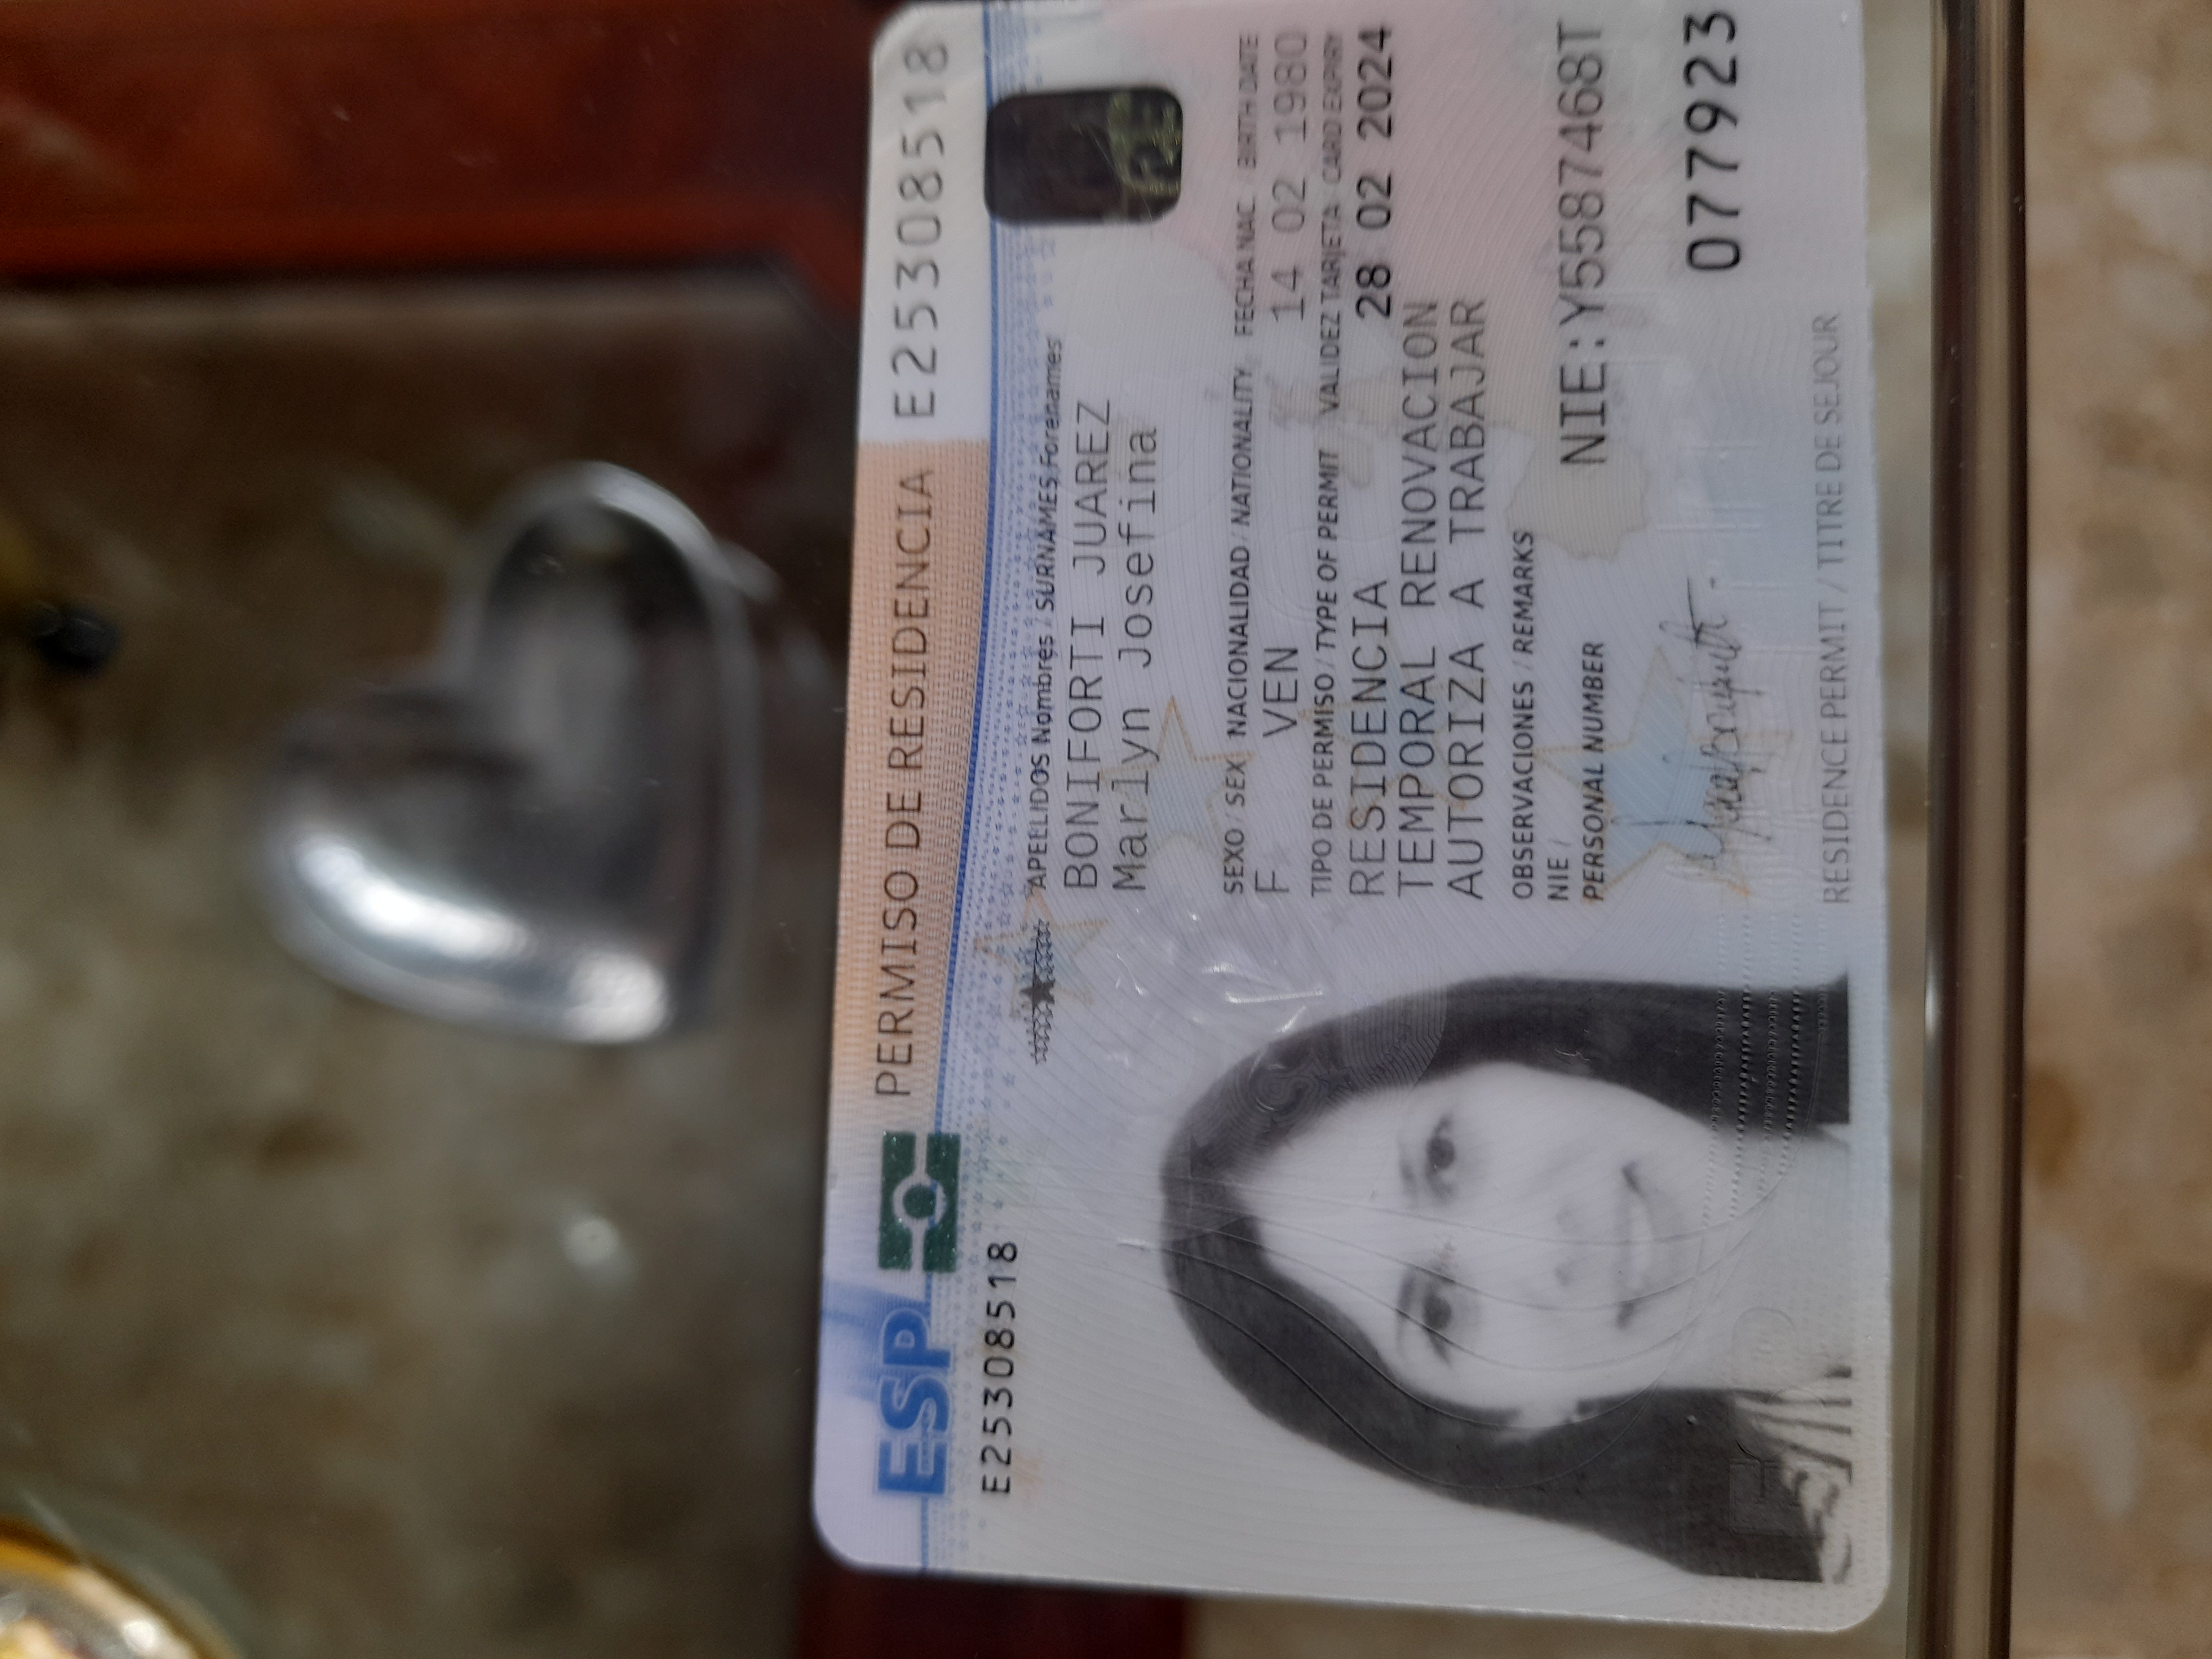 ESP PERMISO DE RESIDENCIA E25308518
E25308518
APELLIDOS Nombres / SURNAMES Forenames
BONIFORTI JUAREZ
Marlyn Josefina
SEXO / SEX NACIONALIDAD / NATIONALITY FECHA NAC. / BIRTH DATE
F VEN 14 02 1980
TIPO DE PERMISO / TYPE OF PERMIT VALIDEZ TARJETA CARD EXPIRY
RESIDENCIA 28 02 2024
TEMPORAL RENOVACION
AUTORIZA A TRABAJAR
OBSERVACIONES / REMARKS
NIE /
PERSONAL NUMBER NIE:Y5587468T
077923
RESIDENCE PERMIT / TITRE DE SEJOUR